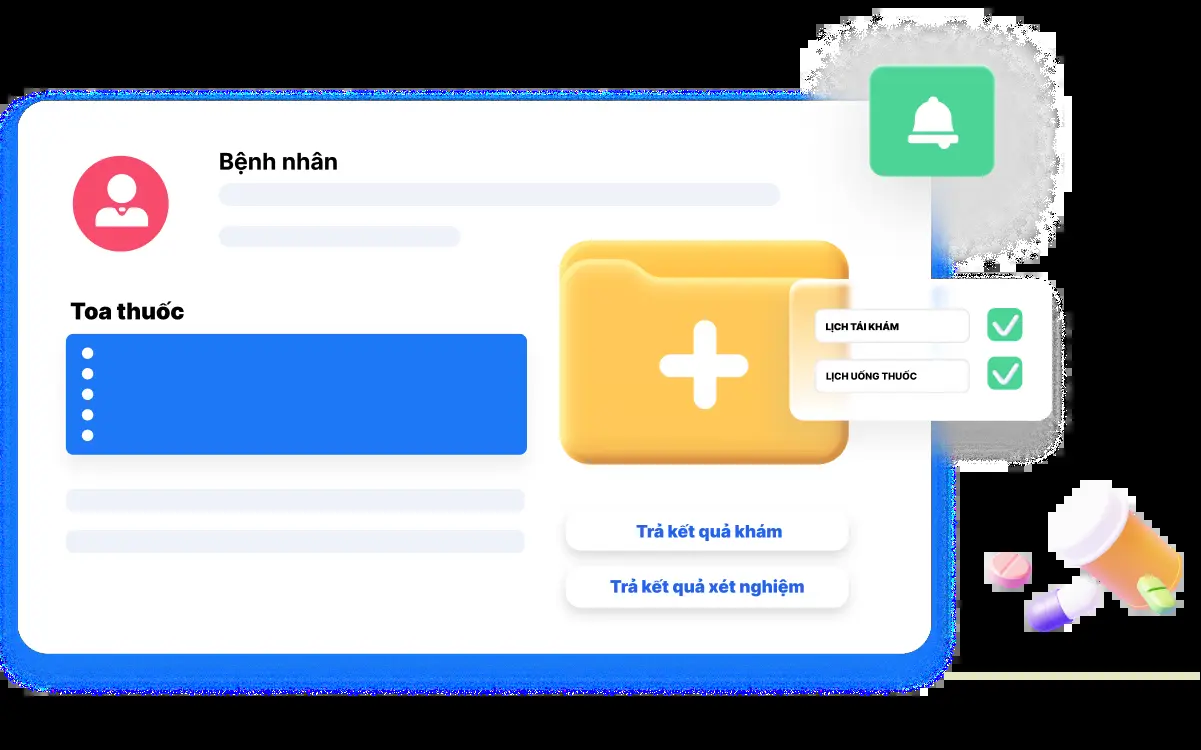 Bệnh nhân
Toa thuốc
LỊCH TÁI KHÁM
LỊCH UỐNG THUỐC
Trả kết quả khám
Trả kết quả xét nghiệm